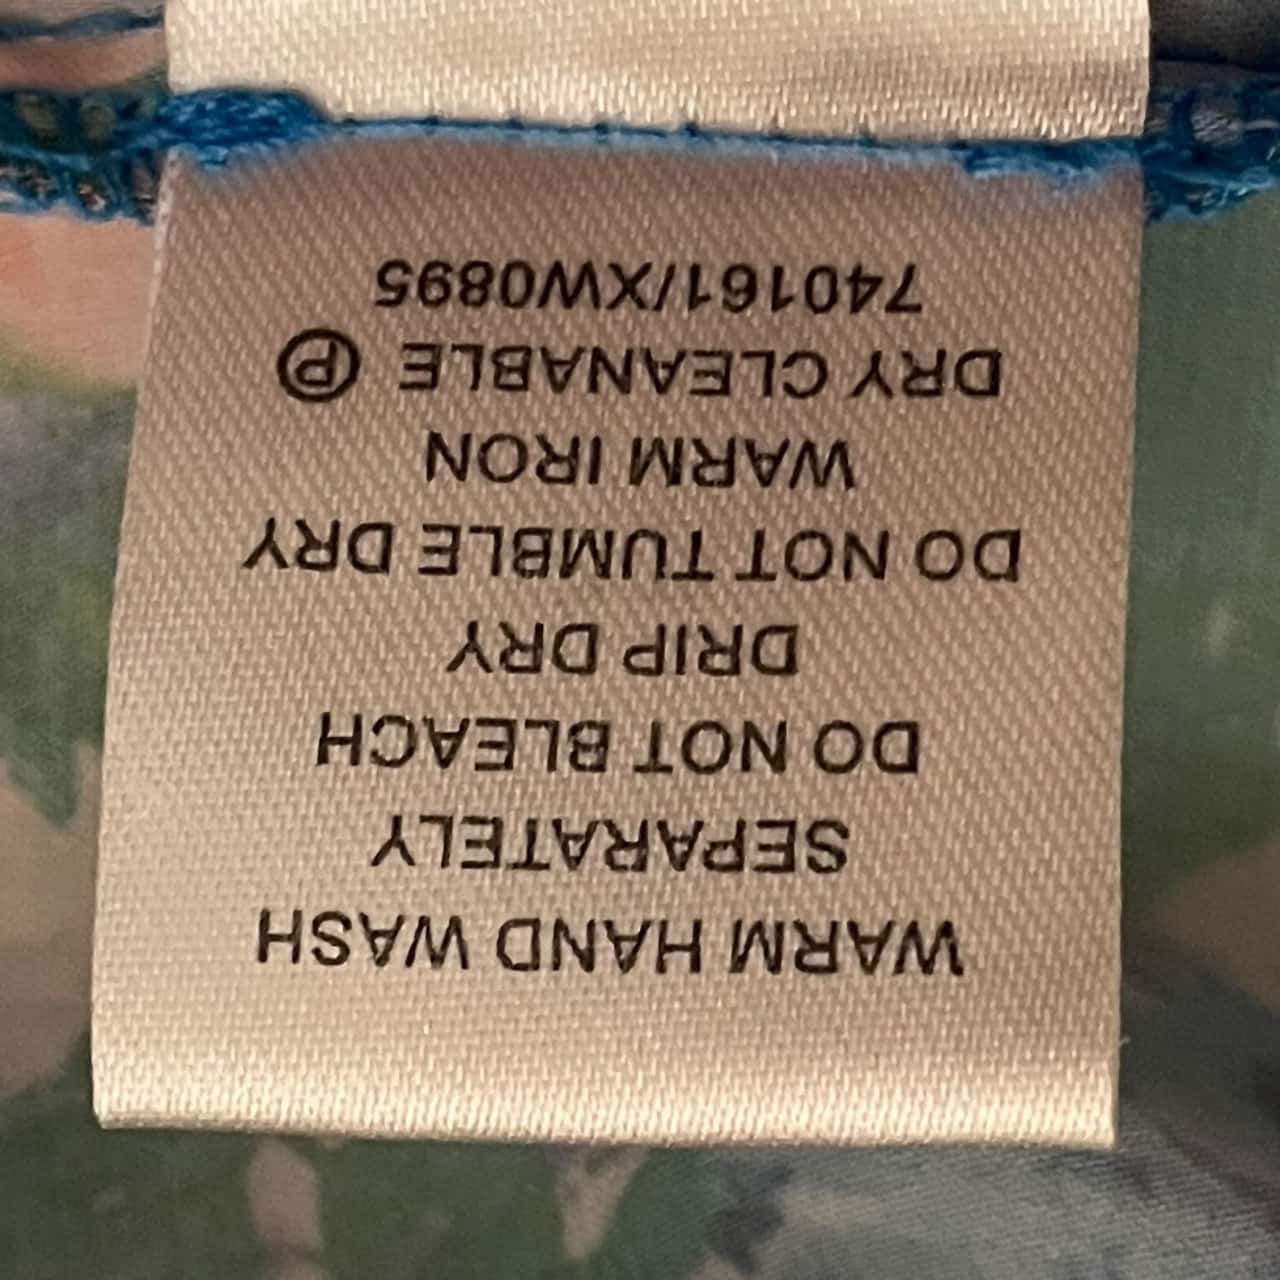 WARM HAND WASH
SEPARATELY
DO NOT BLEACH
DRIP DRY
DO NOT TUMBLE DRY
WARM IRON
DRY CLEANABLE Ⓟ
740161/XW0895